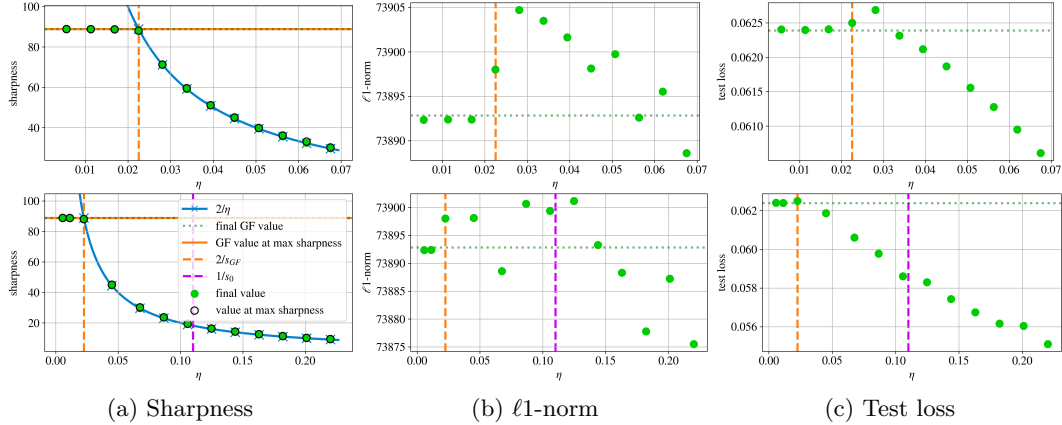 100
80
60
40
sharpness
0.01
0.02
0.03
0.04
0.05
0.06
0.07
η
73905
73900
73895
73890
ℓ1-norm
0.00
0.01
0.02
0.03
0.04
0.05
0.06
0.07
η
0.0625
0.0620
0.0615
0.0610
test loss
0.01
0.02
0.03
0.04
0.05
0.06
0.07
η
100
80
60
40
20
sharpness
2/η
final GF value
GF value at max sharpness
2/s_GF
1/s_0
final value
value at max sharpness
0.00
0.05
0.10
0.15
0.20
η
73900
73895
73890
73885
73880
73875
ℓ1-norm
0.00
0.05
0.10
0.15
0.20
η
0.062
0.060
0.058
0.056
test loss
0.00
0.05
0.10
0.15
0.20
η
(a) Sharpness
(b) ℓ1-norm
(c) Test loss